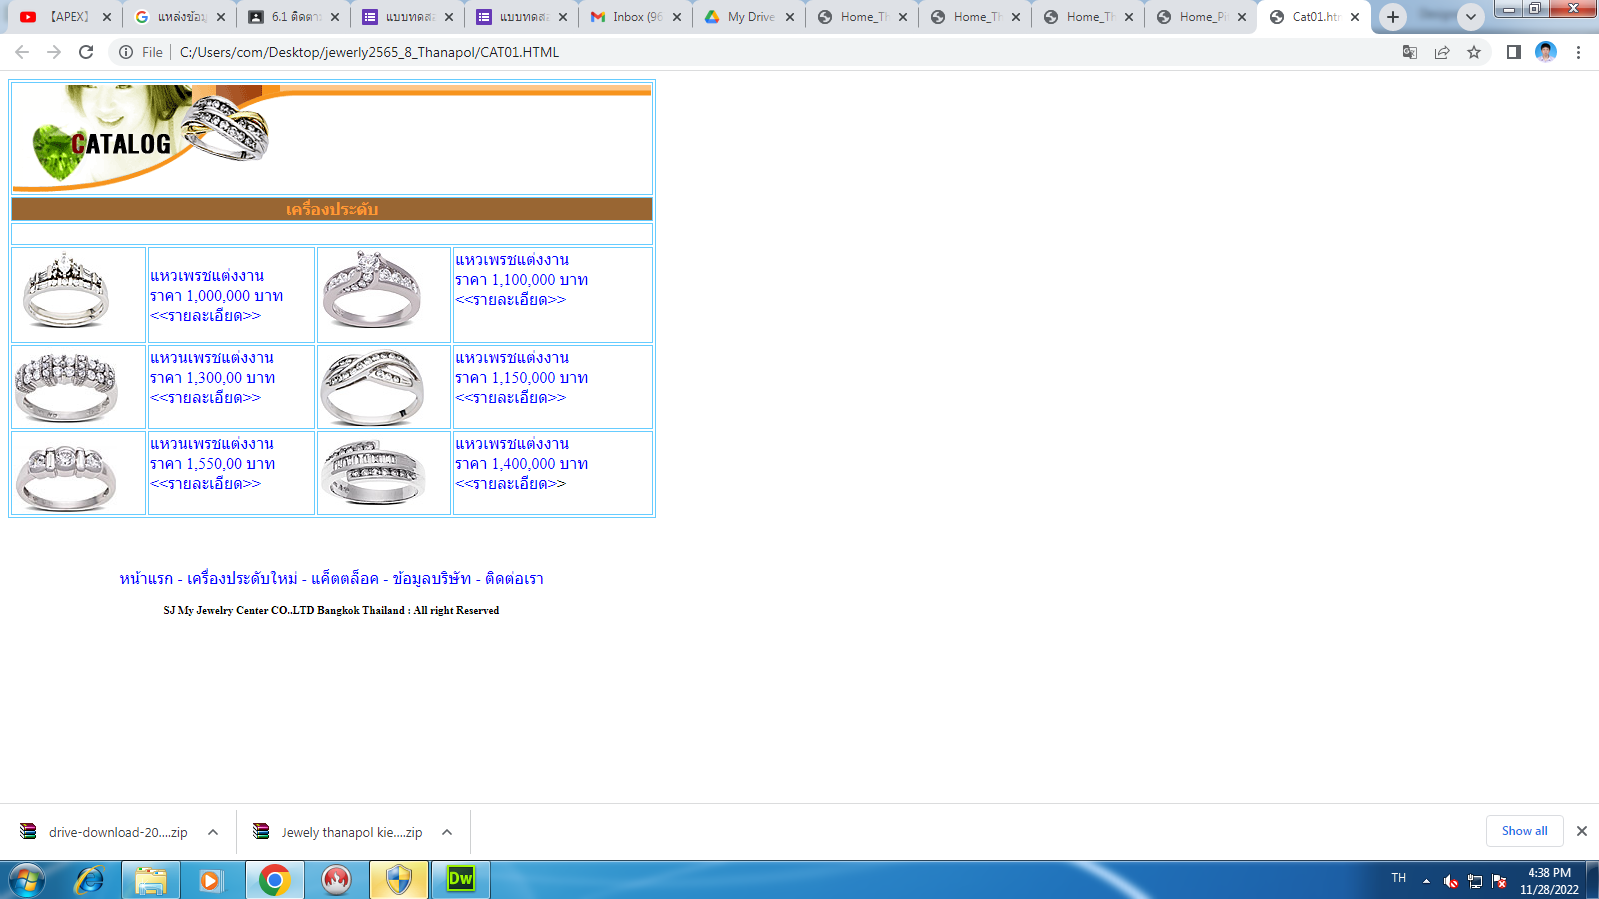 【APEX】
แหล่งข้อมู
6.1 ติดตา
แบบทดส
แบบทดส
Inbox (96
My Drive
Home_Th
Home_Th
Home_Th
Home_Pi
Cat01.htm
File
C:/Users/com/Desktop/jewerly2565_8_Thanapol/CAT01.HTML
CATALOG
เครื่องประดับ
แหวเพรชแต่งงาน
ราคา 1,000,000 บาท
<<รายละเอียด>>
แหวเพรชแต่งงาน
ราคา 1,100,000 บาท
<<รายละเอียด>>
แหวนเพรชแต่งงาน
ราคา 1,300,00 บาท
<<รายละเอียด>>
แหวเพรชแต่งงาน
ราคา 1,150,000 บาท
<<รายละเอียด>>
แหวนเพรชแต่งงาน
ราคา 1,550,00 บาท
<<รายละเอียด>>
แหวเพรชแต่งงาน
ราคา 1,400,000 บาท
<<รายละเอียด>>
หน้าแรก - เครื่องประดับใหม่ - แค็ตตล็อค - ข้อมูลบริษัท - ติดต่อเรา
SJ My Jewelry Center CO..LTD Bangkok Thailand : All right Reserved
drive-download-20....zip
Jewely thanapol kie....zip
Show all
Dw
TH
4:38 PM
11/28/2022